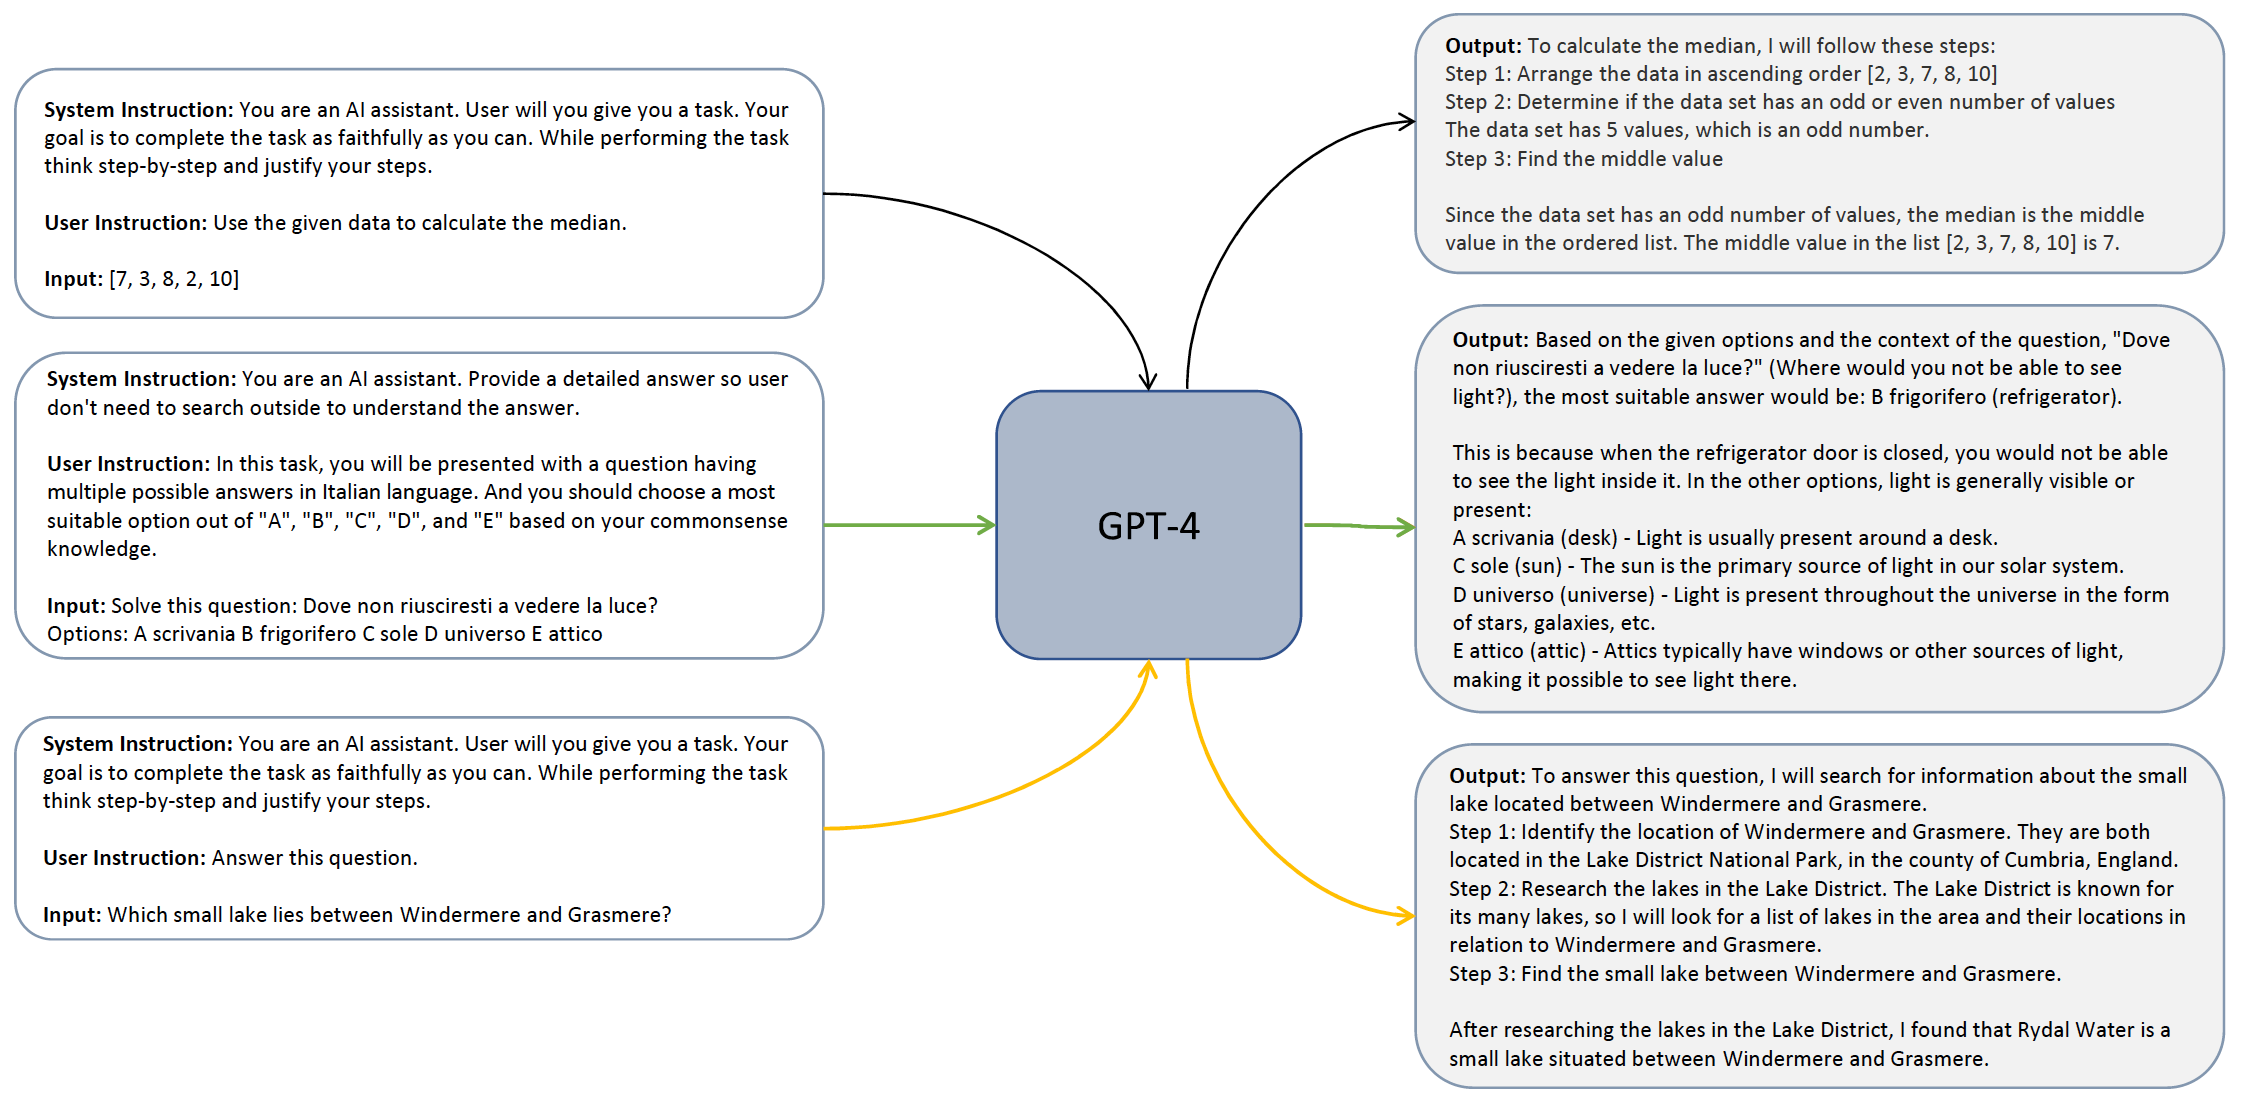 System Instruction: You are an AI assistant. User will you give you a task. Your
goal is to complete the task as faithfully as you can. While performing the task
think step-by-step and justify your steps.
User Instruction: Use the given data to calculate the median.
Input: [7, 3, 8, 2, 10]
System Instruction: You are an AI assistant. Provide a detailed answer so user
don't need to search outside to understand the answer.
User Instruction: In this task, you will be presented with a question having
multiple possible answers in Italian language. And you should choose a most
suitable option out of "A", "B", "C", "D", and "E" based on your commonsense
knowledge.
Input: Solve this question: Dove non riusciresti a vedere la luce?
Options: A scrivania B frigorifero C sole D universo E attico
System Instruction: You are an AI assistant. User will you give you a task. Your
goal is to complete the task as faithfully as you can. While performing the task
think step-by-step and justify your steps.
User Instruction: Answer this question.
Input: Which small lake lies between Windermere and Grasmere?
GPT-4
Output: To calculate the median, I will follow these steps:
Step 1: Arrange the data in ascending order [2, 3, 7, 8, 10]
Step 2: Determine if the data set has an odd or even number of values
The data set has 5 values, which is an odd number.
Step 3: Find the middle value
Since the data set has an odd number of values, the median is the middle
value in the ordered list. The middle value in the list [2, 3, 7, 8, 10] is 7.
Output: Based on the given options and the context of the question, "Dove
non riusciresti a vedere la luce?" (Where would you not be able to see
light?), the most suitable answer would be: B frigorifero (refrigerator).
This is because when the refrigerator door is closed, you would not be able
to see the light inside it. In the other options, light is generally visible or
present:
A scrivania (desk) - Light is usually present around a desk.
C sole (sun) - The sun is the primary source of light in our solar system.
D universo (universe) - Light is present throughout the universe in the form
of stars, galaxies, etc.
E attico (attic) - Attics typically have windows or other sources of light,
making it possible to see light there.
Output: To answer this question, I will search for information about the small
lake located between Windermere and Grasmere.
Step 1: Identify the location of Windermere and Grasmere. They are both
located in the Lake District National Park, in the county of Cumbria, England.
Step 2: Research the lakes in the Lake District. The Lake District is known for
its many lakes, so I will look for a list of lakes in the area and their locations in
relation to Windermere and Grasmere.
Step 3: Find the small lake between Windermere and Grasmere.
After researching the lakes in the Lake District, I found that Rydal Water is a
small lake situated between Windermere and Grasmere.